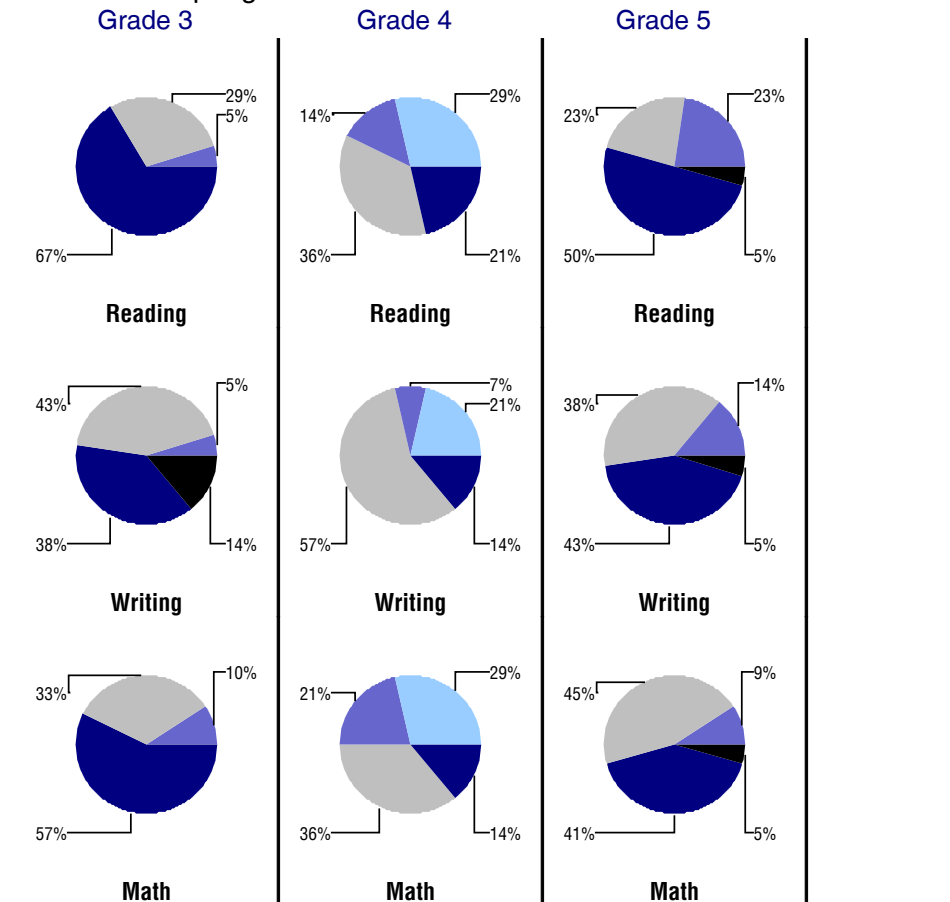 Grade 3 Grade 4 Grade 5
29% 29% 23%
5% 14% 23%
67% 36% 21% 50% 5%
Reading Reading Reading
5% 7% 14%
43% 21% 38%
38% 14% 57% 14% 43% 5%
Writing Writing Writing
10% 29% 9%
33% 21% 45%
57% 36% 14% 41% 5%
Math Math Math